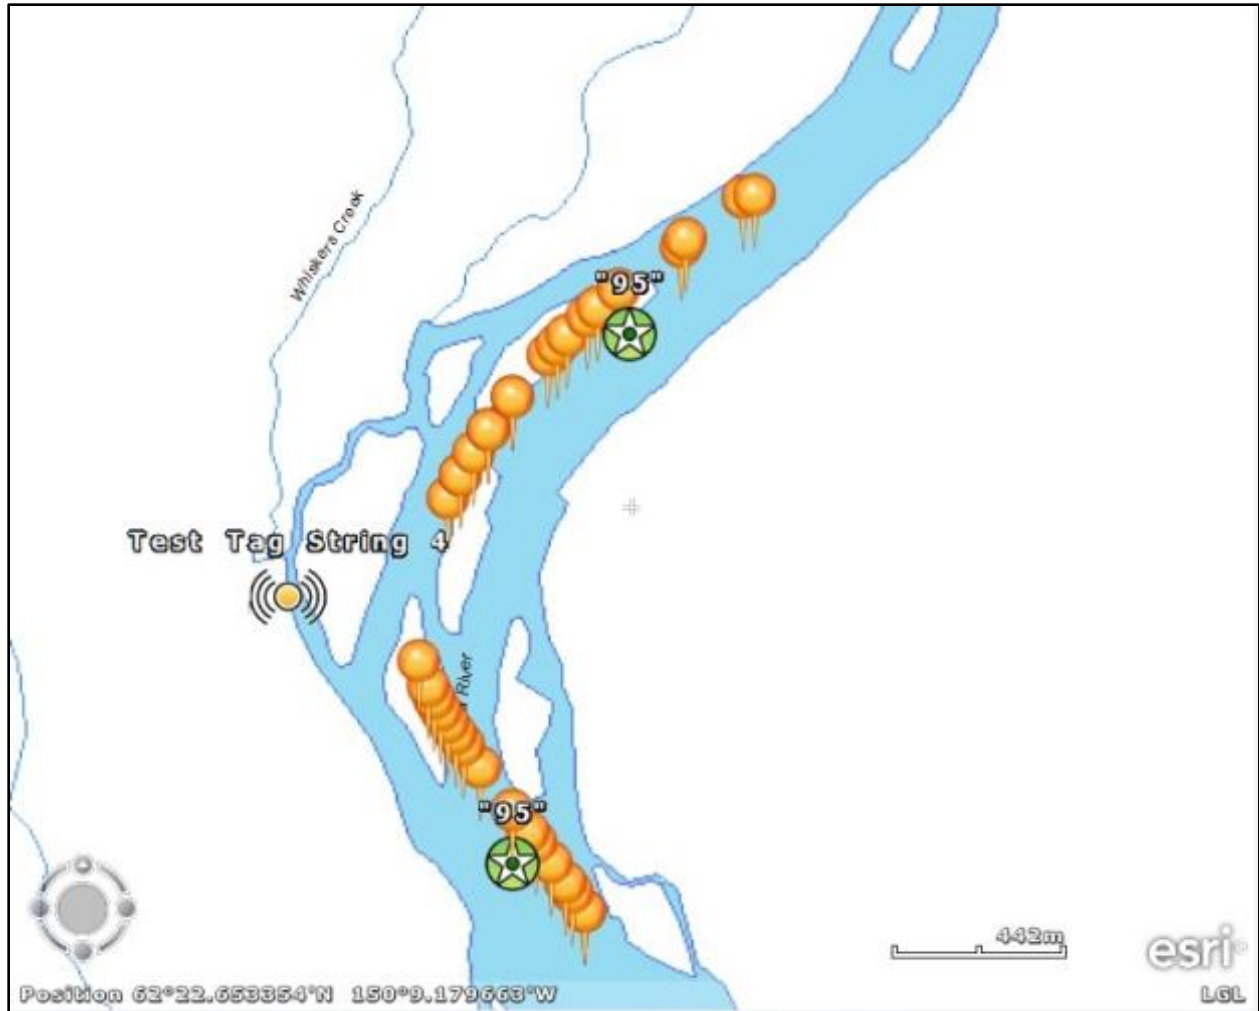 Whiskers Creek
"95"
Test Tag String 4
River
"95"
442m
esri
Position 62°22.653354'N 150°9.179663'W
LGL